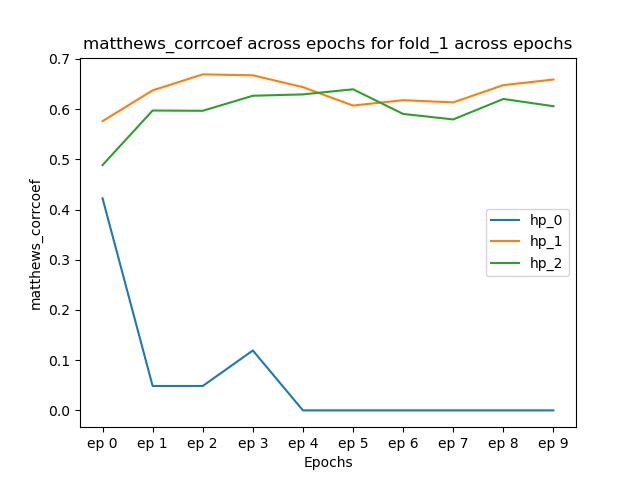 matthews_corrcoef across epochs for fold_1 across epochs
matthews_corrcoef
0.7
0.6
0.5
0.4
0.3
0.2
0.1
0.0
hp_0
hp_1
hp_2
ep 0 ep 1 ep 2 ep 3 ep 4 ep 5 ep 6 ep 7 ep 8 ep 9
Epochs